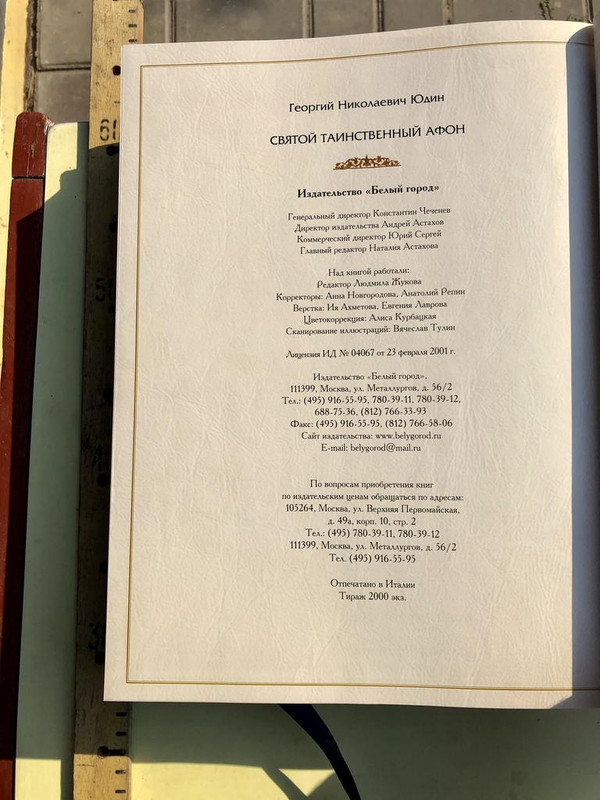 Георгий Николаевич Юдин
СВЯТОЙ ТАИНСТВЕННЫЙ АФОН
Издательство «Белый город»
Генеральный директор Константин Чеченев
Директор издательства Андрей Астахов
Коммерческий директор Юрий Сергей
Главный редактор Наталия Астахова
Над книгой работали:
Редактор Людмила Жукова
Корректоры: Анна Новгородова, Анатолий Репин
Верстка: Ия Ахметова, Евгения Лаврова
Цветокоррекция: Алиса Курбацкая
Сканирование иллюстраций: Вячеслав Тулин
Лицензия ИД № 04067 от 23 февраля 2001 г.
Издательство «Белый город»,
111399, Москва, ул. Металлургов, д. 56/2
Тел.: (495) 916-55-95, 780-39-11, 780-39-12,
688-75-36, (812) 766-33-93
Факс: (495) 916-55-95, (812) 766-58-06
Сайт издательства: www.belygorod.ru
E-mail: belygorod@mail.ru
По вопросам приобретения книг
по издательским ценам обращаться по адресам:
105264, Москва, ул. Верхняя Первомайская,
д. 49а, корп. 10, стр. 2
Тел.: (495) 780-39-11, 780-39-12
111399, Москва, ул. Металлургов, д. 56/2
Тел. (495) 916-55-95
Отпечатано в Италии
Тираж 2000 экз.